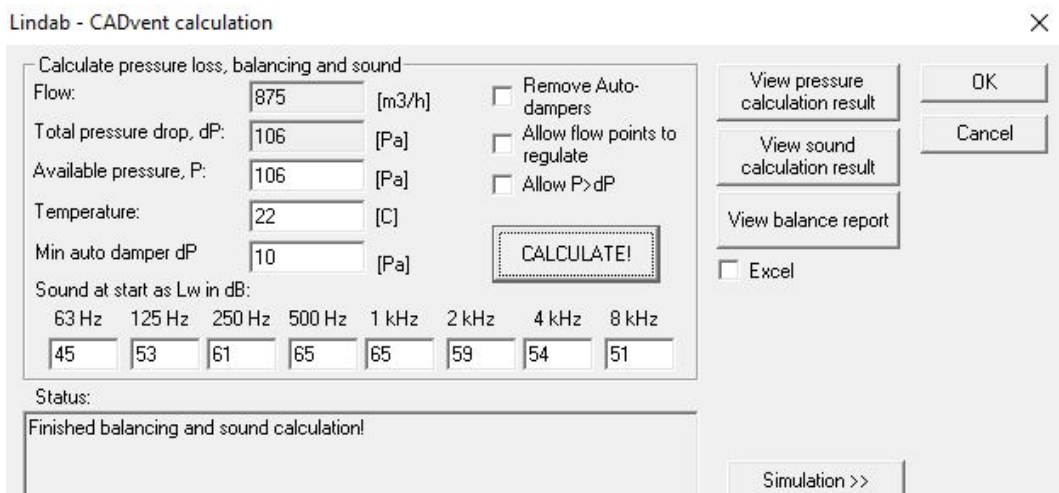 Lindab - CADvent calculation
Calculate pressure loss, balancing and sound
Flow: 875 [m3/h]
Total pressure drop, dP: 106 [Pa]
Available pressure, P: 106 [Pa]
Temperature: 22 [C]
Min auto damper dP 10 [Pa]
Remove Auto-
dampers
Allow flow points to
regulate
Allow P>dP
CALCULATE!
Sound at start as Lw in dB:
63 Hz 125 Hz 250 Hz 500 Hz 1 kHz 2 kHz 4 kHz 8 kHz
45 53 61 65 65 59 54 51
View pressure
calculation result
View sound
calculation result
View balance report
Excel
OK
Cancel
Status:
Finished balancing and sound calculation!
Simulation >>